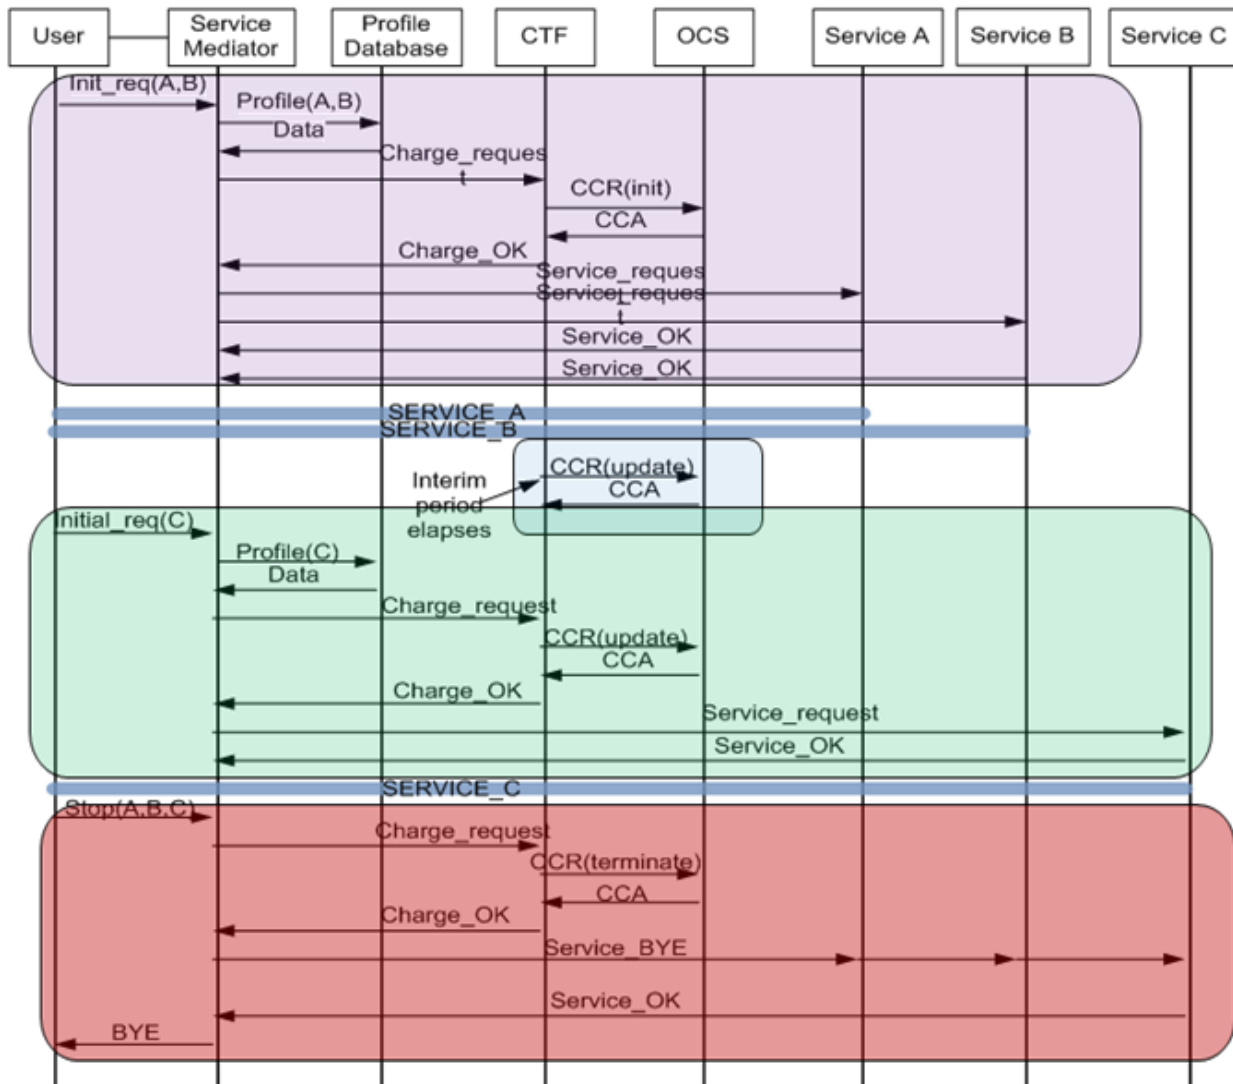 User
Service
Mediator
Profile
Database
CTF
OCS
Service A
Service B
Service C
Init_req(A,B)
Profile(A,B)
Data
Charge_reques
t
CCR(init)
CCA
Charge_OK
Service_reques
t
Service_reques
t
Service_OK
Service_OK
SERVICE_A
SERVICE_B
CCR(update)
CCA
Interim
period
elapses
Initial_req(C)
Profile(C)
Data
Charge_request
CCR(update)
CCA
Charge_OK
Service_request
Service_OK
SERVICE_C
Stop(A,B,C)
Charge_request
CCR(terminate)
CCA
Charge_OK
Service_BYE
Service_OK
BYE